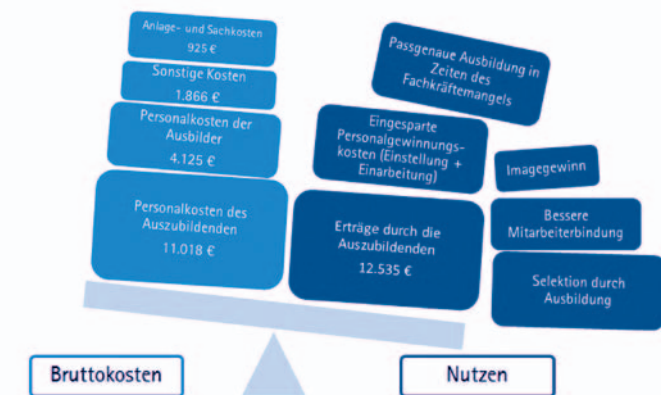 Anlage- und Sachkosten
925 €
Sonstige Kosten
1.866 €
Personalkosten der
Ausbilder
4.125 €
Personalkosten des
Auszubildenden
11.018 €
Passgenaue Ausbildung in
Zeiten des
Fachkräftemangels
Eingesparte
Personalgewinnungs-
kosten (Einstellung +
Einarbeitung)
Erträge durch die
Auszubildenden
12.535 €
Imagegewinn
Bessere
Mitarbeiterbindung
Selektion durch
Ausbildung
Bruttokosten
Nutzen